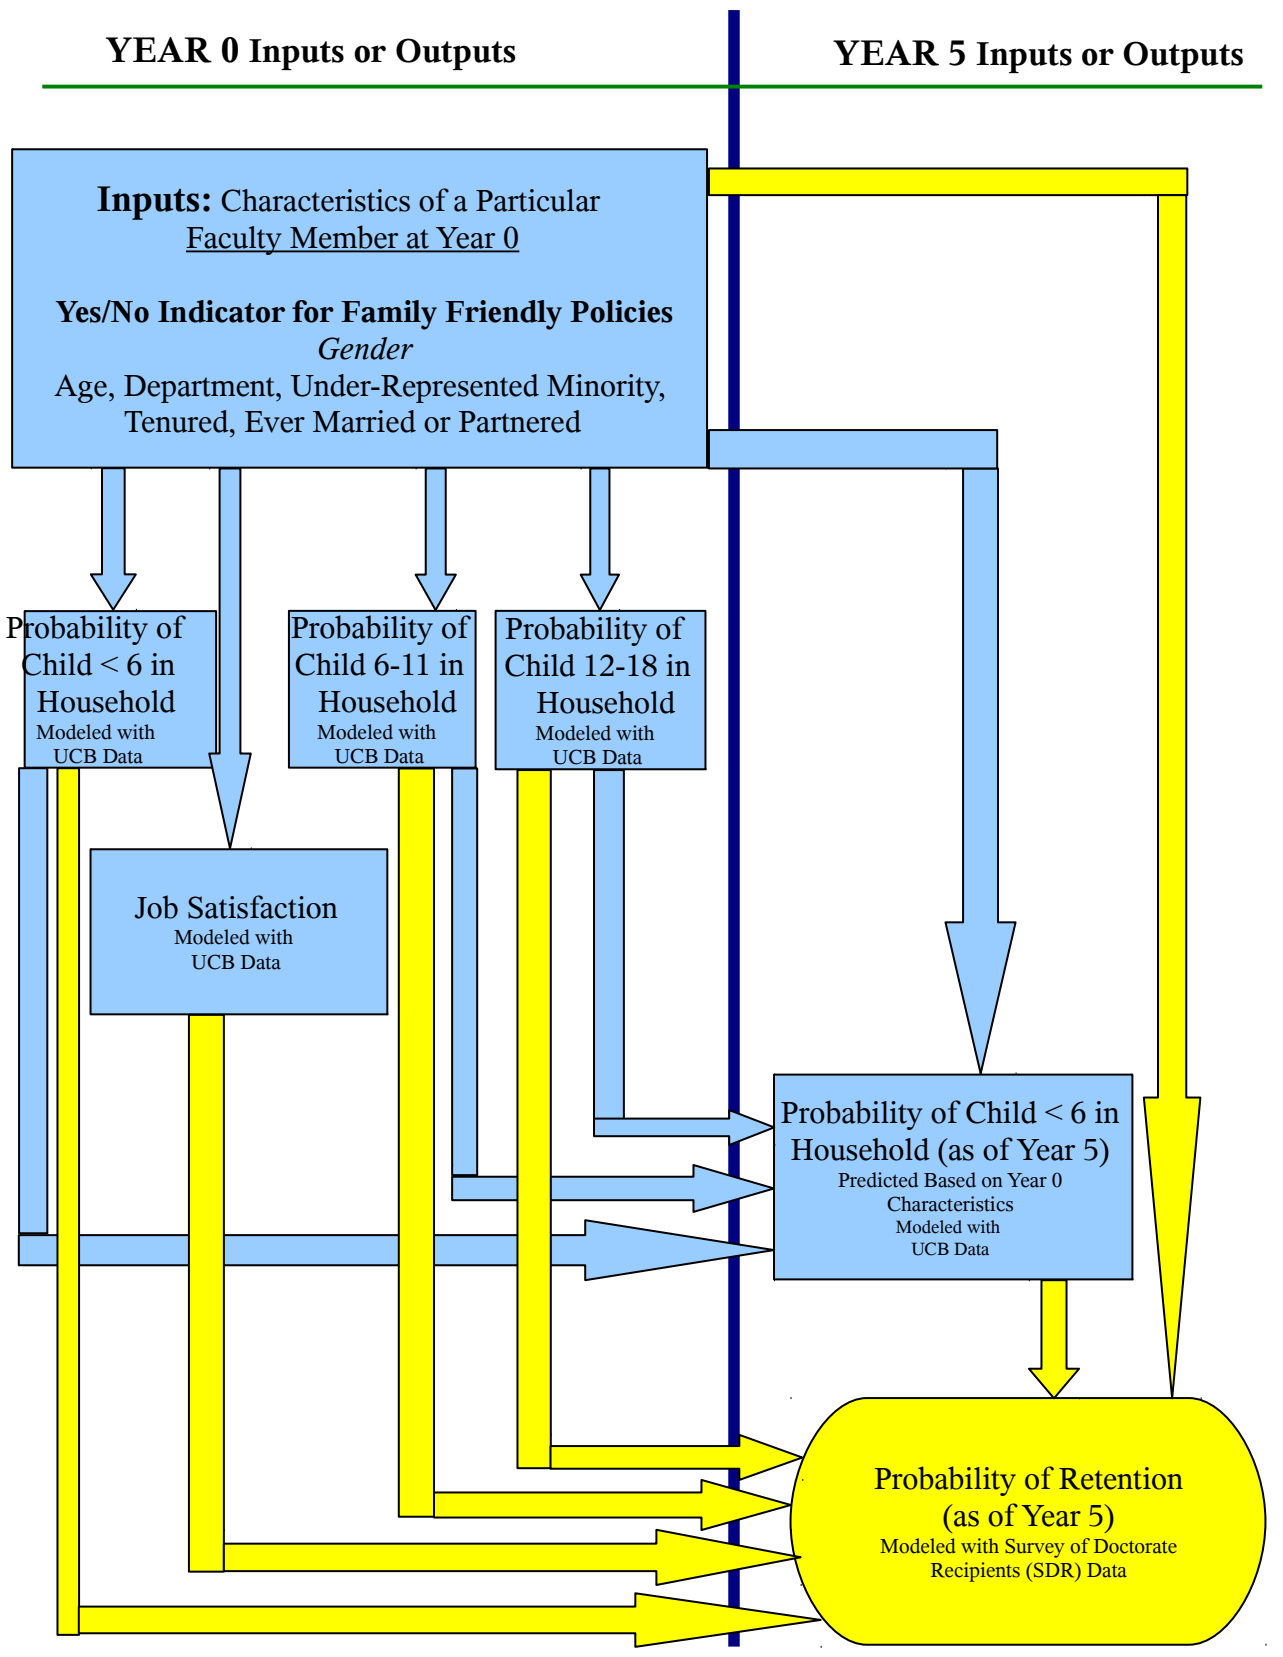 YEAR 0 Inputs or Outputs
YEAR 5 Inputs or Outputs
Inputs: Characteristics of a Particular
Faculty Member at Year 0
Yes/No Indicator for Family Friendly Policies
Gender
Age, Department, Under-Represented Minority,
Tenured, Ever Married or Partnered
Probability of
Child < 6 in
Household
Modeled with
UCB Data
Probability of
Child 6-11 in
Household
Modeled with
UCB Data
Probability of
Child 12-18 in
Household
Modeled with
UCB Data
Job Satisfaction
Modeled with
UCB Data
Probability of Child < 6 in
Household (as of Year 5)
Predicted Based on Year 0
Characteristics
Modeled with
UCB Data
Probability of Retention
(as of Year 5)
Modeled with Survey of Doctorate
Recipients (SDR) Data